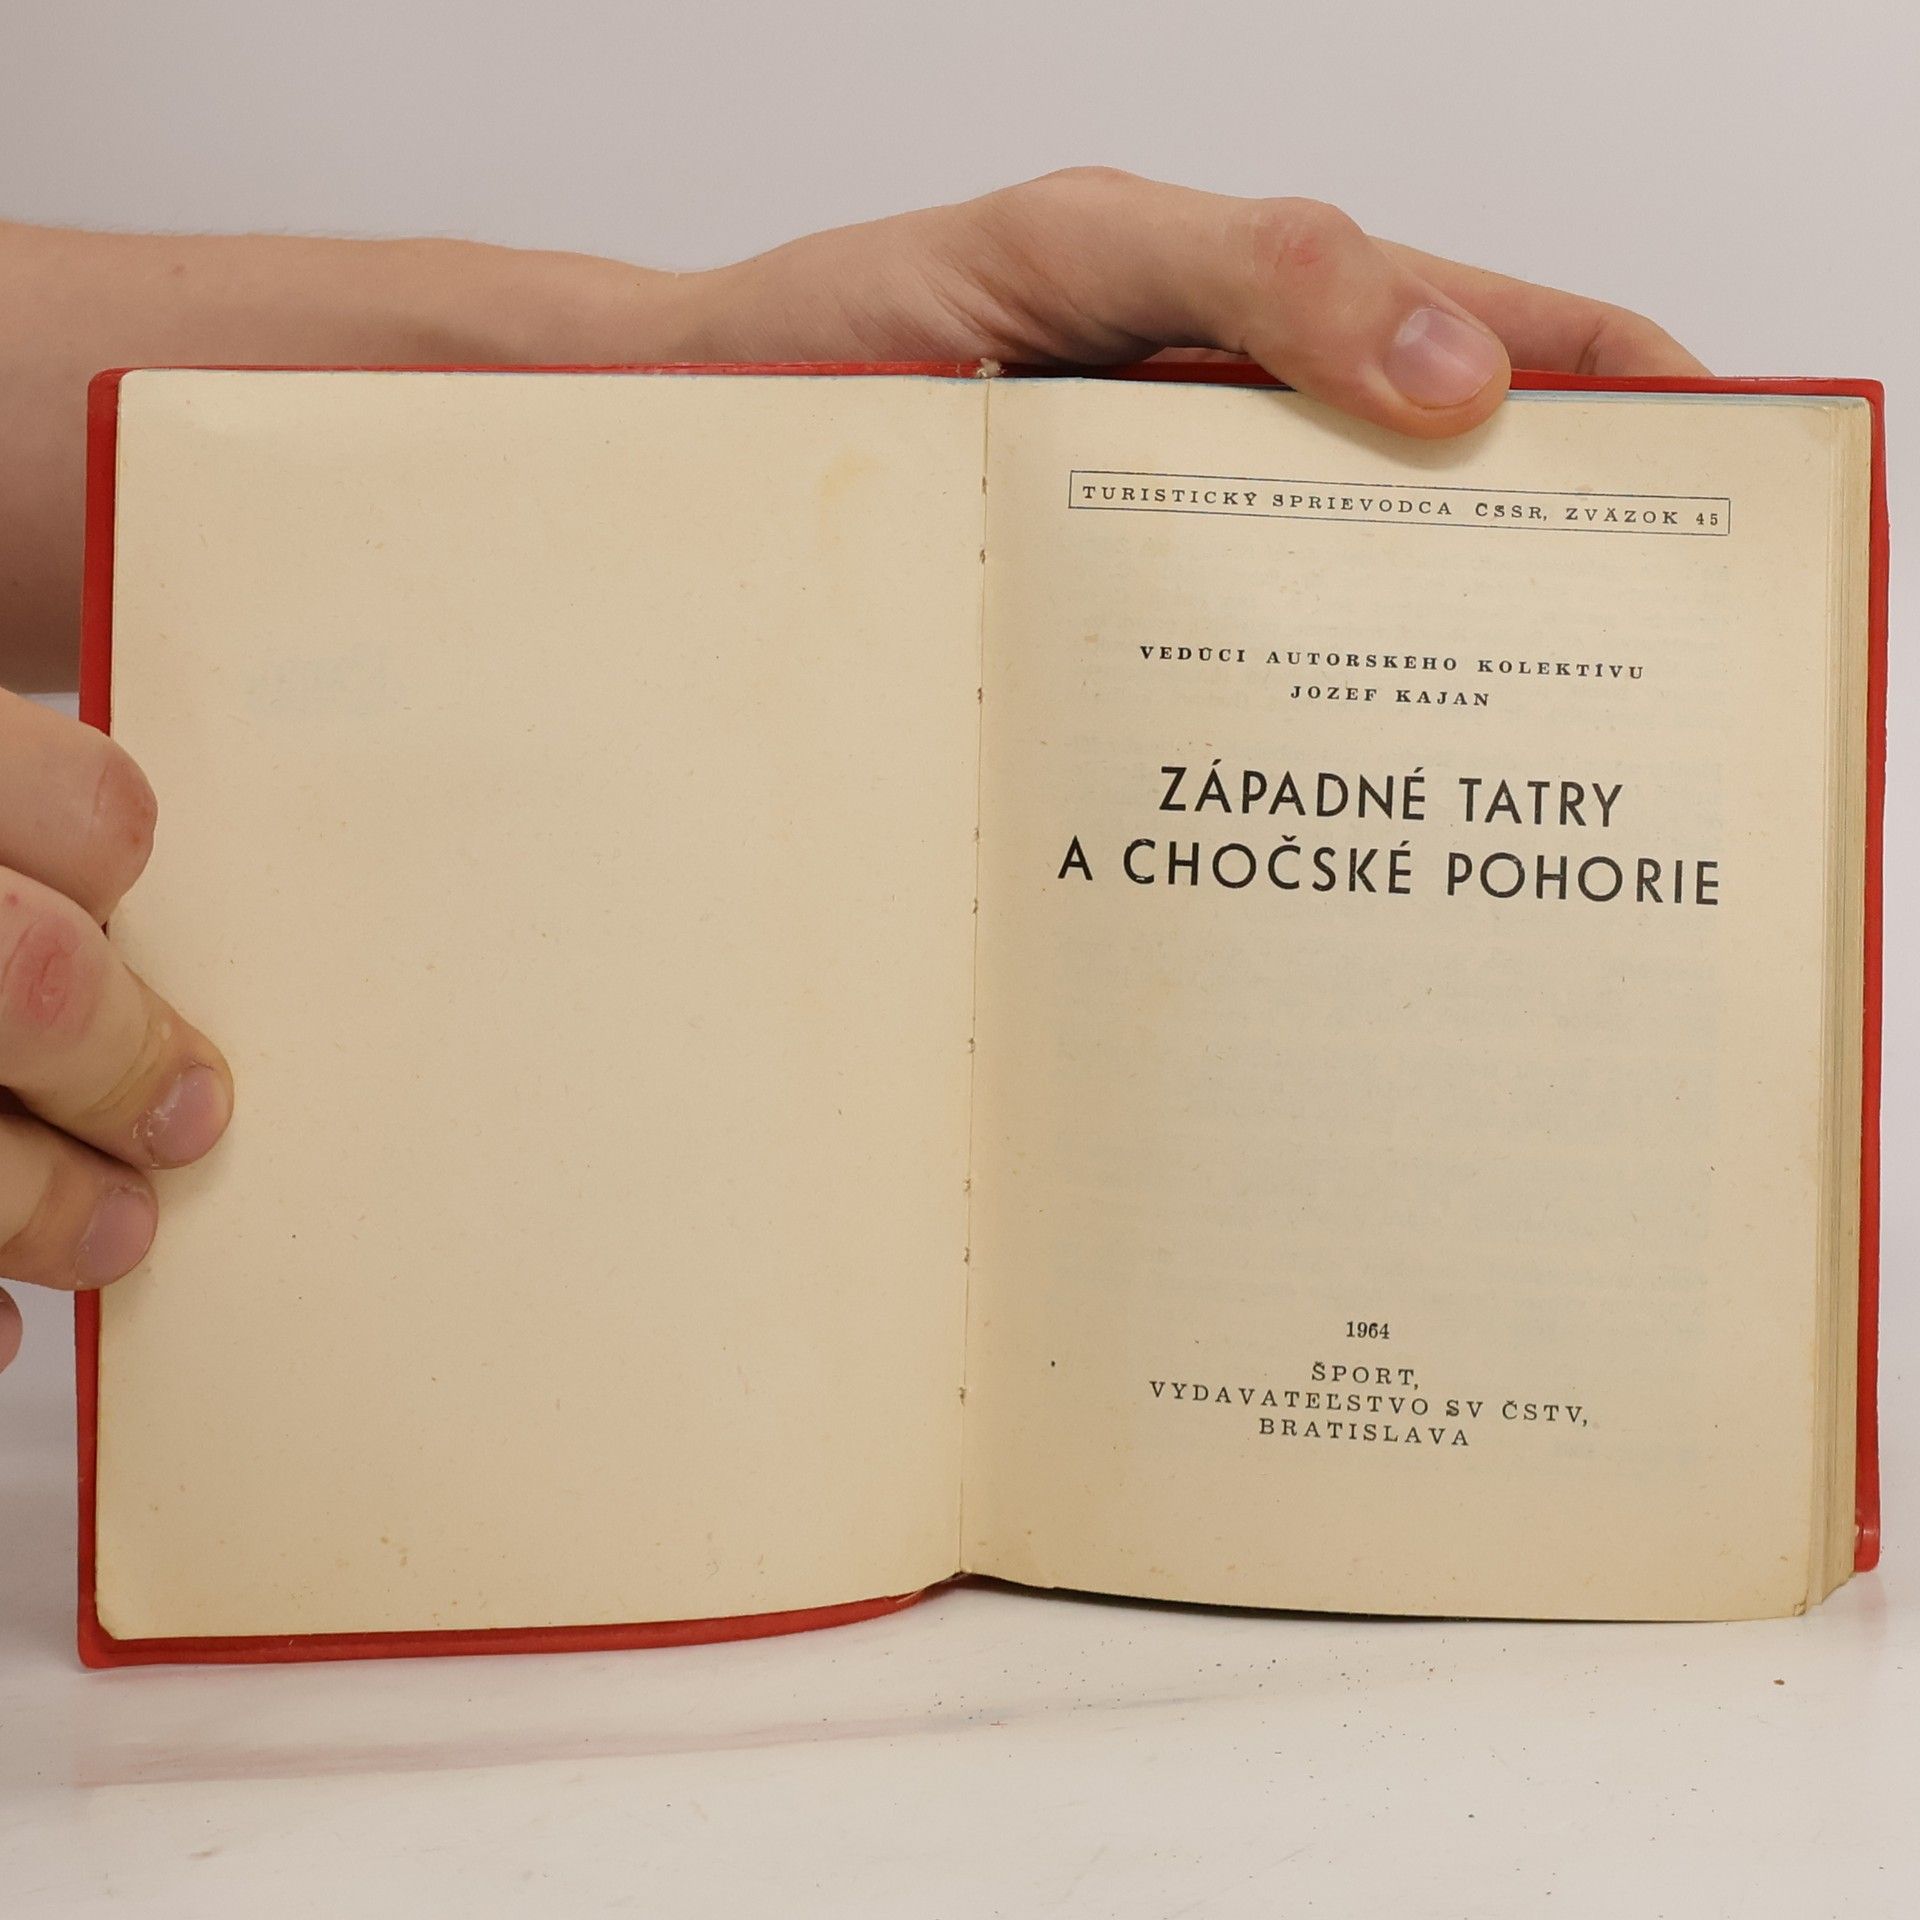 TURISTICKÝ SPRIEVODCA ČSSR, ZVÄZOK 45
VEDÚCI AUTORSKÉHO KOLEKTÍVU
JOZEF KAJAN
ZÁPADNÉ TATRY
A CHOČSKÉ POHORIE
1964
ŠPORT,
VYDAVATEĽSTVO SV ČSTV,
BRATISLAVA